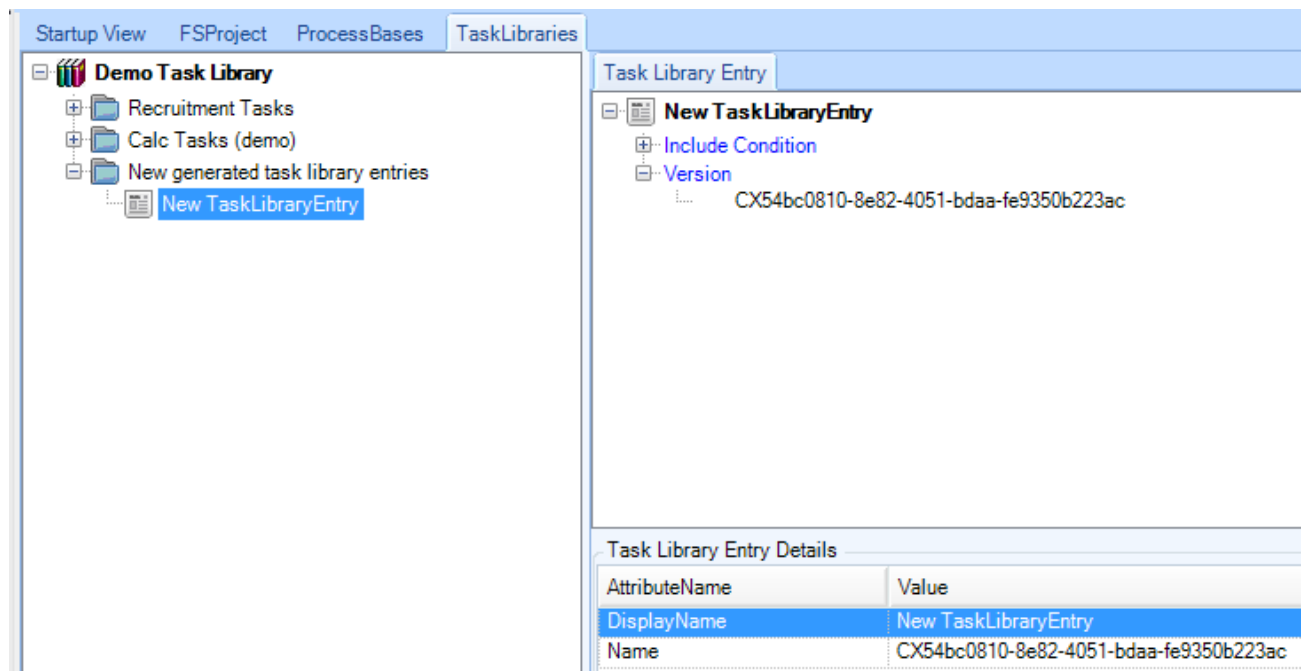 Startup View FSProject ProcessBases TaskLibraries
Demo Task Library
Recruitment Tasks
Calc Tasks (demo)
New generated task library entries
New TaskLibraryEntry
Task Library Entry
New TaskLibraryEntry
Include Condition
Version
CX54bc0810-8e82-4051-bdaa-fe9350b223ac
Task Library Entry Details
AttributeName Value
DisplayName New TaskLibraryEntry
Name CX54bc0810-8e82-4051-bdaa-fe9350b223ac